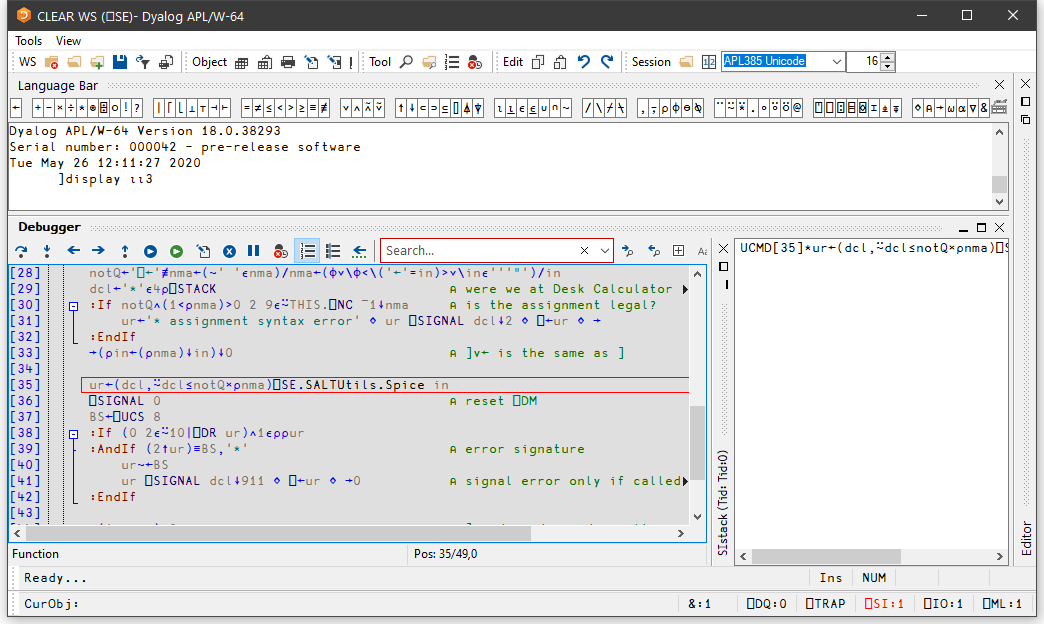 CLEAR WS (⎕SE)- Dyalog APL/W-64
Tools View
WS Object Tool Edit Session APL385 Unicode 16
Language Bar
← +-×÷*⍟⌹○!? |⌈⌊⊥⊤⊣⊢ =≠≤<>≥≡≢ ∨∧⍲⍱ ↑↓⊂⊃⊆⌷⍋⍒ ⍳⍸∊⍷∪∩~ /\⌿⍀ ,⍪⍴⌽⊖⍉ ¨⍨⍣.∘⍤⍥@ ⍞⎕⍠⌸⌺⌶⍎⍕ ⋄⍝→⍵⍺∇&
Dyalog APL/W-64 Version 18.0.38293
Serial number: 000042 - pre-release software
Tue May 26 12:11:27 2020
]display ⍳⍳3
Debugger
Search...
[28] notQ←'⎕←'≢nma←(~' '∊nma)/nma←(⌽∨\⌽<\('←'=in)>∨\in∊'''"')/in
[29] dcl←'*'∊4⍴⎕STACK ⍝ were we at Desk Calculator
[30] :If notQ∧(1<⍴nma)>0 2 9∊⍨THIS.⎕NC ¯1↓nma ⍝ is the assignment legal?
[31] ur←'* assignment syntax error' ⋄ ur ⎕SIGNAL dcl↓2 ⋄ ⎕←ur ⋄ →
[32] :EndIf
[33] →(⍴in←(⍴nma)↓in)↓0 ⍝ ]v← is the same as ]
[34]
[35] ur←(dcl,⍨dcl≤notQ×⍴nma)⎕SE.SALTUtils.Spice in
[36] ⎕SIGNAL 0 ⍝ reset ⎕DM
[37] BS←⎕UCS 8
[38] :If (0 2∊⍨10|⎕DR ur)∧1∊⍴⍴ur
[39] :AndIf (2↑ur)≡BS,'*' ⍝ error signature
[40] ur~←BS
[41] ur ⎕SIGNAL dcl↓911 ⋄ ⎕←ur ⋄ →0 ⍝ signal error only if called
[42] :EndIf
[43]
UCMD[35]*ur←(dcl,⍨dcl≤notQ×⍴nma)⎕S
SIstack (Tid: Tid:0)
Editor
Function Pos: 35/49,0
Ready... Ins NUM
CurObj: &:1 ⎕DQ:0 ⎕TRAP ⎕SI:1 ⎕IO:1 ⎕ML:1